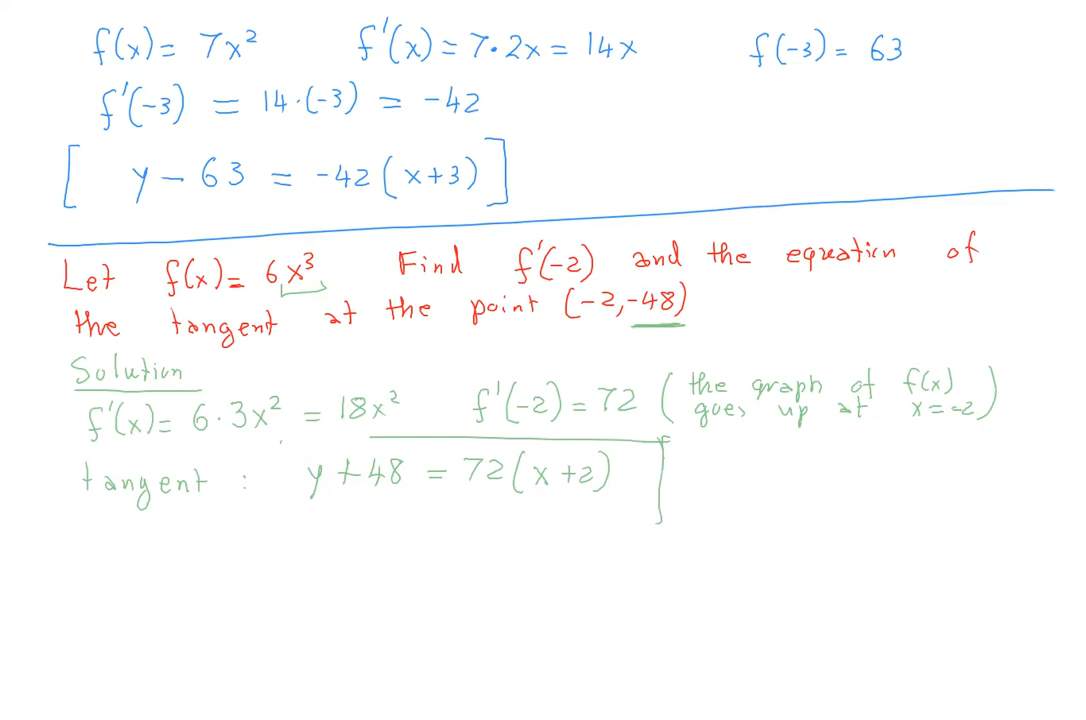 f(x) = 7x² f'(x) = 7·2x = 14x f(-3) = 63
f'(-3) = 14·(-3) = -42
[ y - 63 = -42(x+3) ]
Let f(x) = 6x³ Find f'(-2) and the equation of
the tangent at the point (-2,-48)
Solution
f'(x) = 6·3x² = 18x² f'(-2) = 72 (the graph of f(x)
goes up at x = -2)
tangent : y + 48 = 72(x+2)